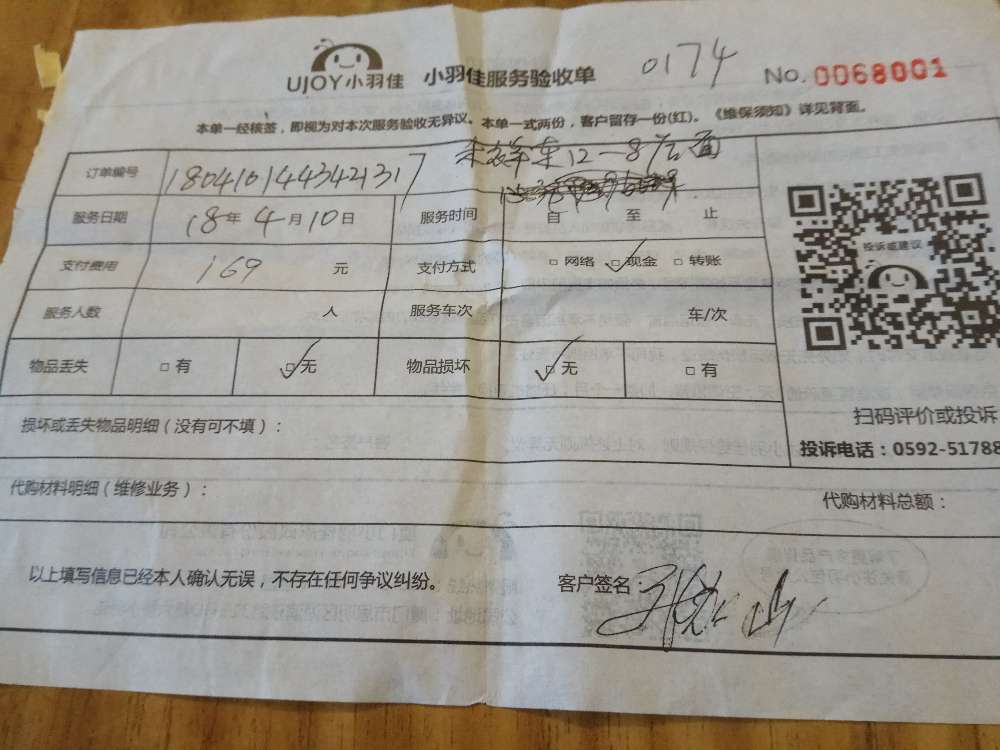 UJOY小羽佳 小羽佳服务验收单 0174 No. 0068001
本单一经核签，即视为对本次服务验收无异议。本单一式两份，客户留存一份(红)。《维保须知》详见背面。
12-8
订单编号 180410144342131７
服务日期 18年4月10日 服务时间 自 至 止
支付费用 169 元 支付方式 □网络 ☑现金 □转账
服务人数 人 服务车次 车/次
物品丢失 □有 ☑无 物品损坏 ☑无 □有
投诉或建议
损坏或丢失物品明细（没有可不填）：
扫码评价或投诉
投诉电话：0592-51788
代购材料明细（维修业务）： 代购材料总额：
以上填写信息已经本人确认无误，不存在任何争议纠纷。 客户签名：